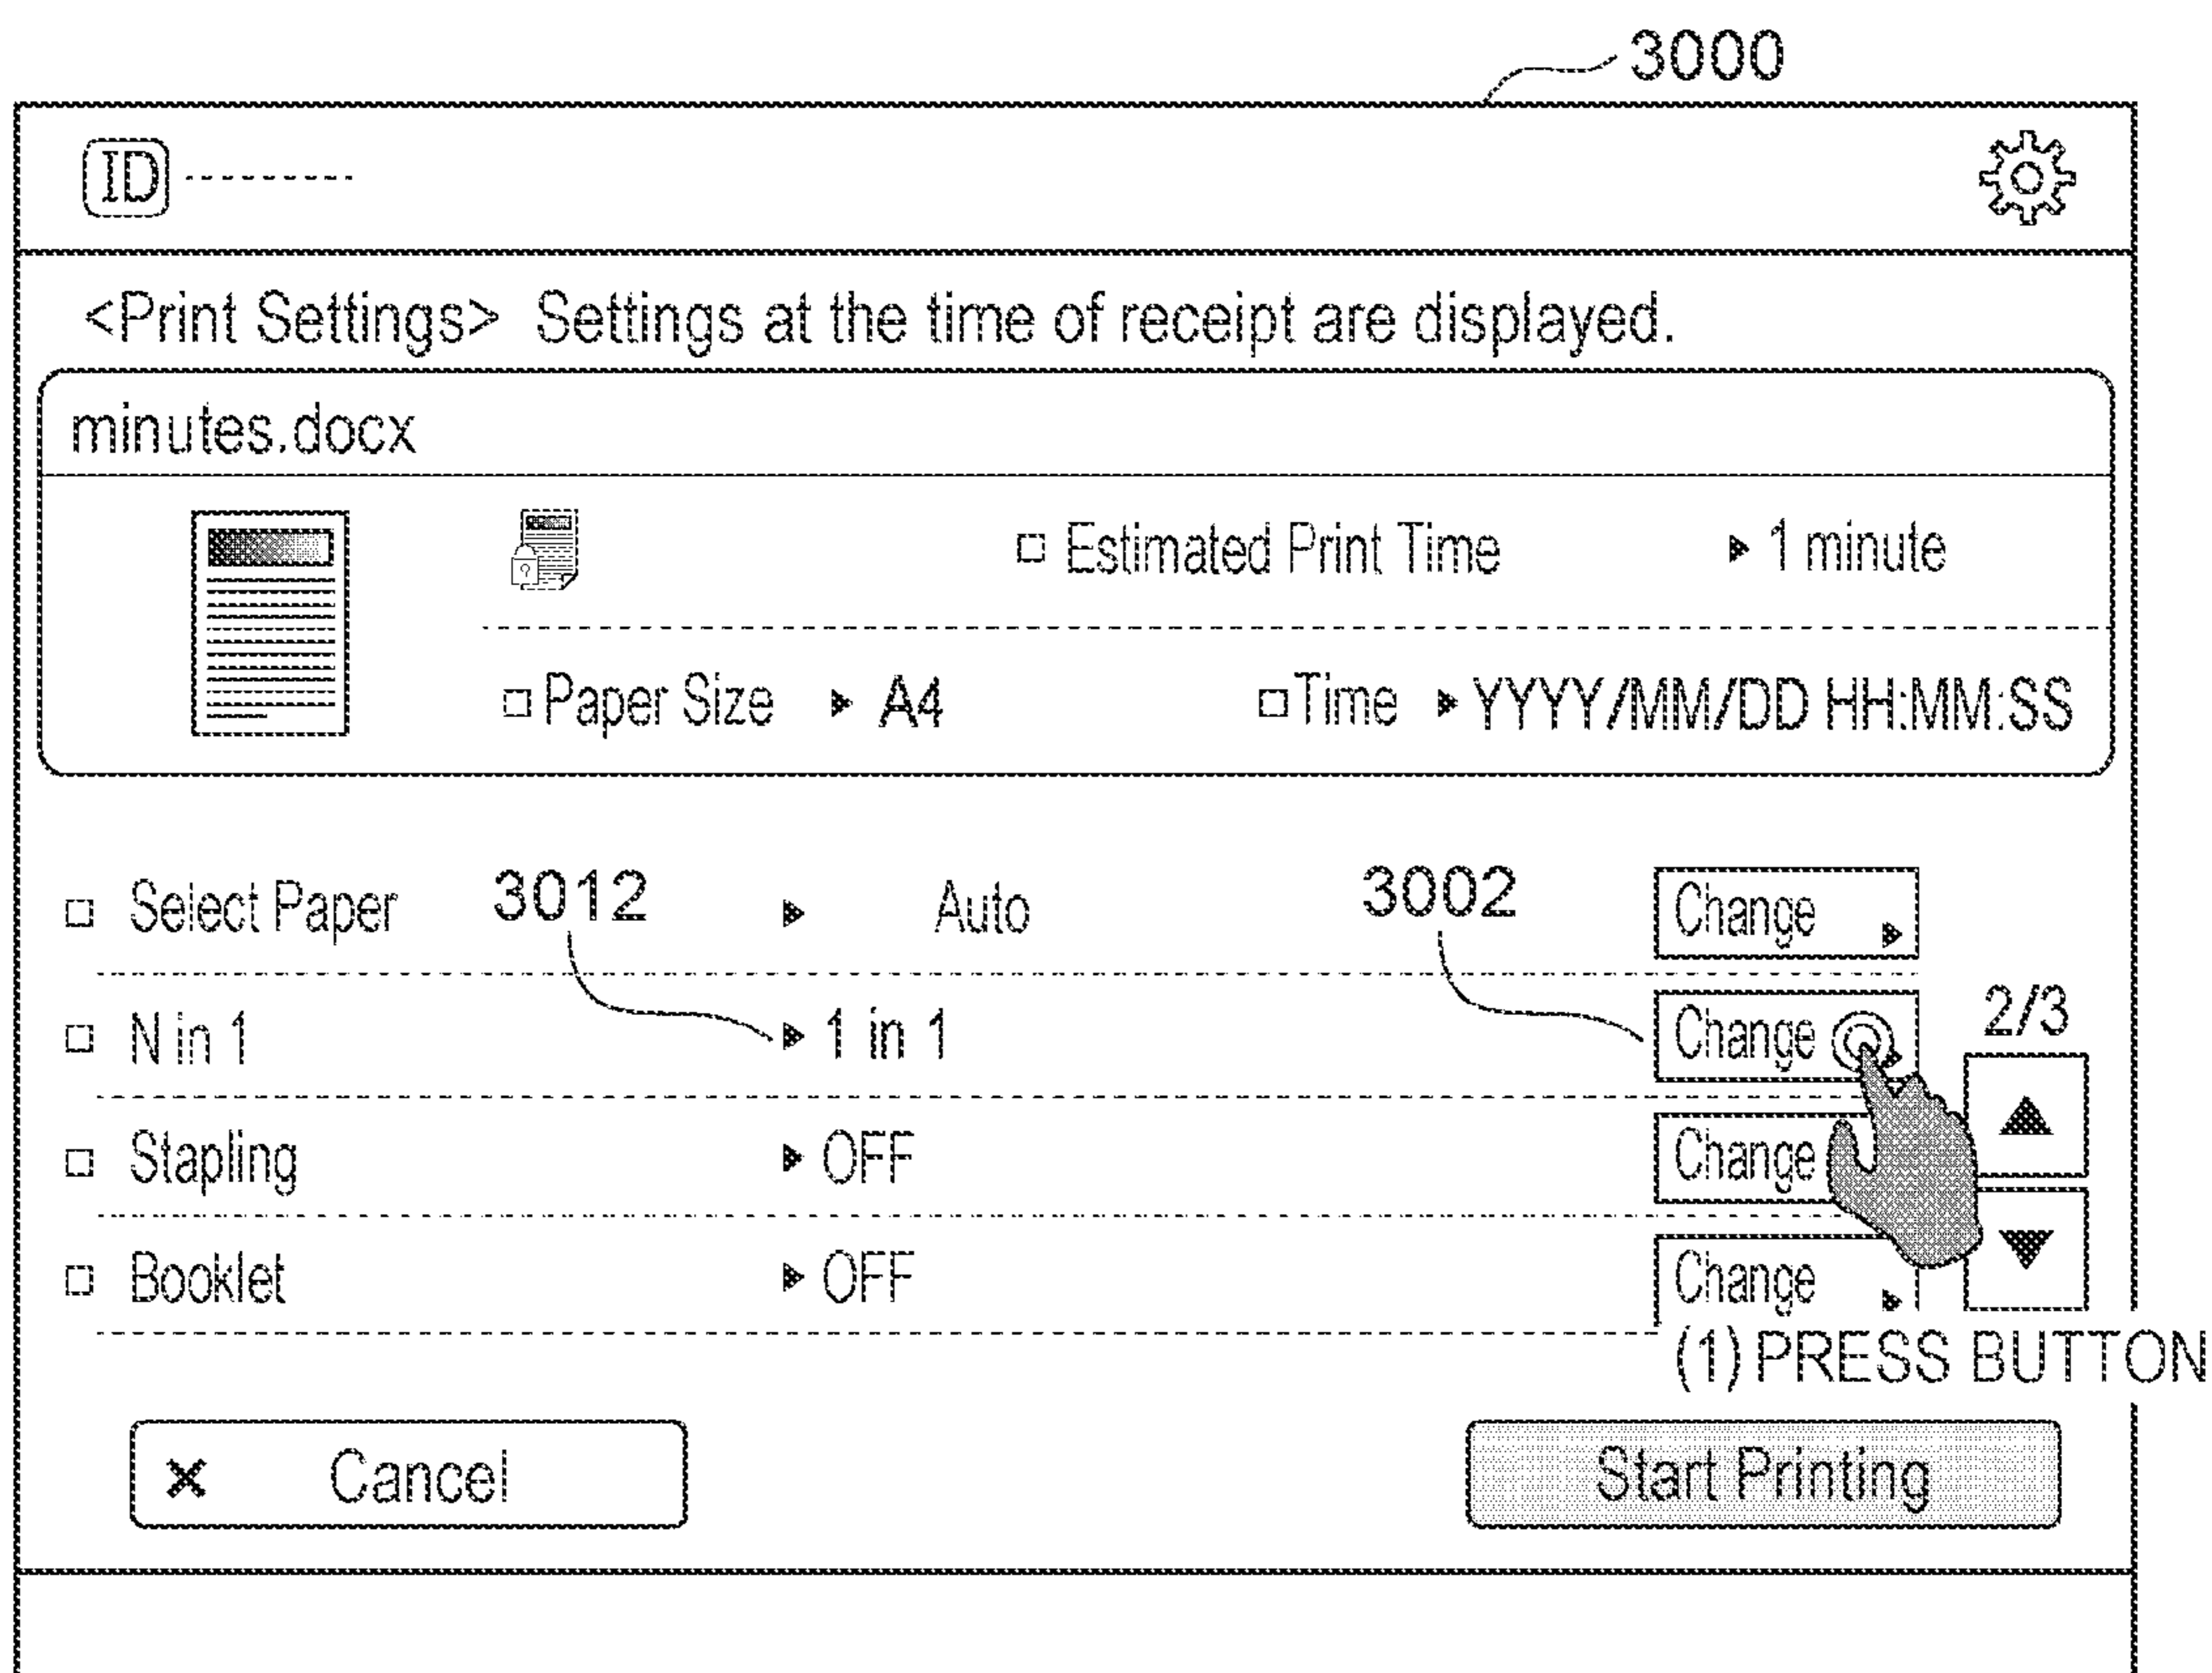 3000
ID
<Print Settings> Settings at the time of receipt are displayed.
minutes.docx
Estimated Print Time 1 minute
Paper Size A4 Time YYYY/MM/DD HH:MM:SS
Select Paper 3012 Auto 3002 Change
N in 1 1 in 1 Change 2/3
Stapling OFF Change
Booklet OFF Change
(1) PRESS BUTTON
× Cancel Start Printing